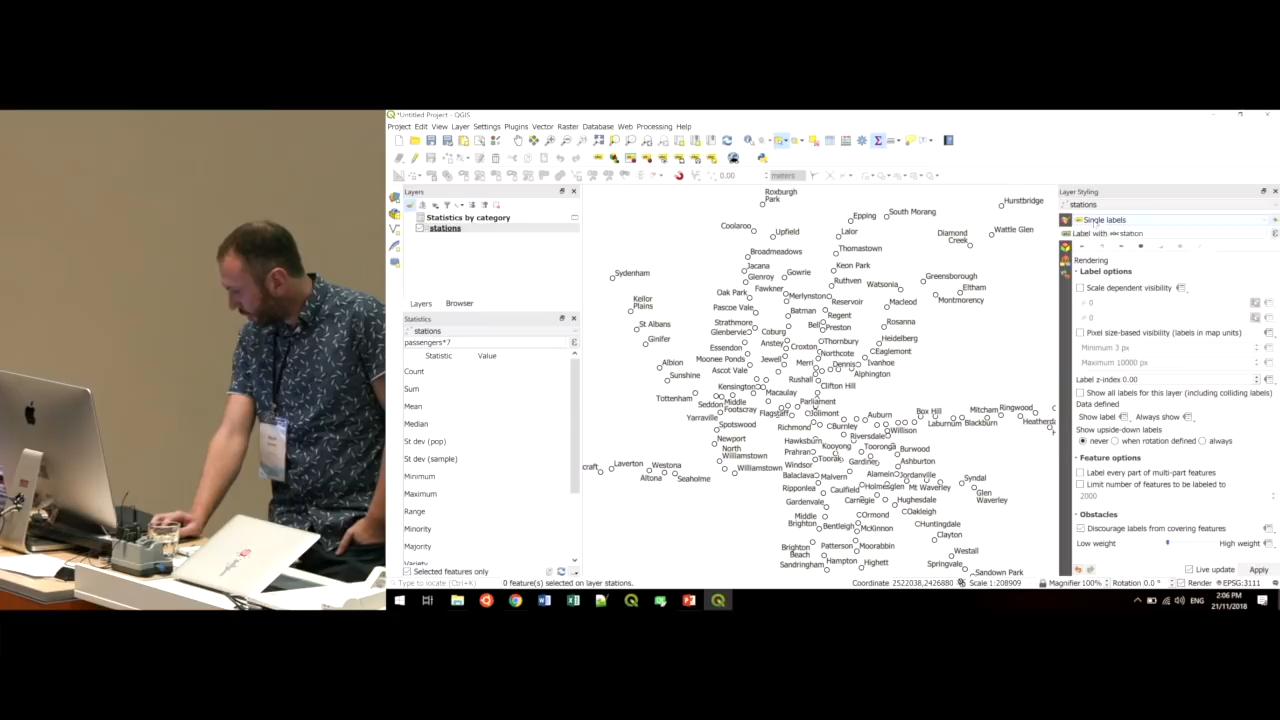 *Untitled Project - QGIS
Project Edit View Layer Settings Plugins Vector Raster Database Web Processing Help
0.00 meters
Layers
Statistics by category
stations
Layers Browser
Statistics
stations
passengers*7
Statistic Value
Count
Sum
Mean
Median
St dev (pop)
St dev (sample)
Minimum
Maximum
Range
Minority
Majority
Variety
Selected features only
Roxburgh
Park
Hurstbridge
Epping
South Morang
Coolaroo
Upfield
Lalor
Diamond
Creek
Wattle Glen
Broadmeadows
Thomastown
Jacana
Keon Park
Sydenham
Glenroy
Gowrie
Ruthven
Watsonia
Greensborough
Eltham
Keilor
Plains
Oak Park
Fawkner
Merlynston
Reservoir
Macleod
Montmorency
Pascoe Vale
Batman
Regent
St Albans
Strathmore
Glenbervie
Coburg
Bell
Preston
Rosanna
Ginifer
Essendon
Anstey
Croxton
Thornbury
Heidelberg
Moonee Ponds
Jewell
Northcote
Eaglemont
Albion
Ascot Vale
Merri
Dennis
Ivanhoe
Sunshine
Rushall
Alphington
Kensington
Clifton Hill
Tottenham
Macaulay
Seddon
Middle
Footscray
Parliament
Yarraville
Flagstaff
Jolimont
Auburn
Box Hill
Mitcham
Ringwood
Spotswood
Richmond
Burnley
Willison
Laburnum
Blackburn
Heatherd
Newport
Hawksburn
Riversdale
North
Williamstown
Kooyong
Tooronga
Burwood
Prahran
Toorak
Gardiner
Ashburton
craft
Laverton
Westona
Williamstown
Windsor
Altona
Seaholme
Balaclava
Malvern
Alamein
Jordanville
Syndal
Ripponlea
Caulfield
Holmesglen
Mt Waverley
Glen
Waverley
Gardenvale
Carnegie
Hughesdale
Oakleigh
Middle
Brighton
Ormond
Huntingdale
Bentleigh
McKinnon
Clayton
Brighton
Beach
Patterson
Moorabbin
Westall
Sandringham
Hampton
Highett
Springvale
Sandown Park
Layer Styling
stations
Single labels
Label with abc station
Rendering
Label options
Scale dependent visibility
0
0
Pixel size-based visibility (labels in map units)
Minimum 3 px
Maximum 10000 px
Label z-index 0.00
Show all labels for this layer (including colliding labels)
Data defined
Show label Always show
Show upside-down labels
never when rotation defined always
Feature options
Label every part of multi-part features
Limit number of features to be labeled to
2000
Obstacles
Discourage labels from covering features
Low weight High weight
Live update Apply
Type to locate (Ctrl+K) 0 feature(s) selected on layer stations. Coordinate 2522038,2426880 Scale 1:208909 Magnifier 100% Rotation 0.0 ° Render EPSG:3111
ENG
2:06 PM
21/11/2018